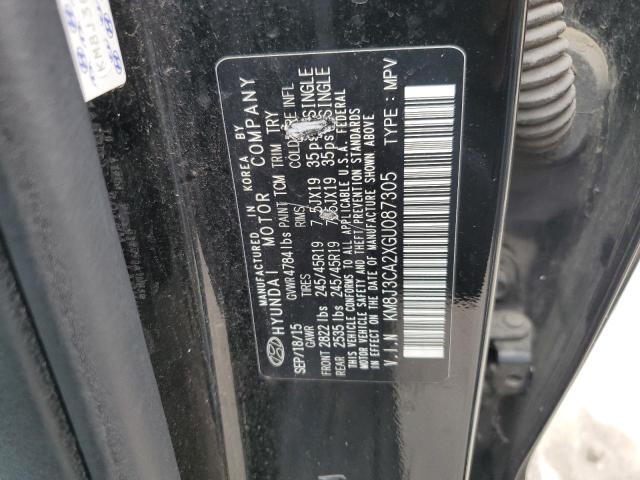 (KM8
MANUFACTURED IN KOREA BY
HYUNDAI MOTOR COMPANY
SEP/18/15 GVWR 4784 lbs PAINT TCM TRIM TRY
GAWR TIRES RIMS COLD TIRE INFL
FRONT 2822 lbs 245/45R19 7.5JX19 35psi SINGLE
REAR 2535 lbs 245/45R19 7.5JX19 35psi SINGLE
THIS VEHICLE CONFORMS TO ALL APPLICABLE U.S.A. FEDERAL
MOTOR VEHICLE SAFETY AND THEFT/PREVENTION STANDARDS
IN EFFECT ON THE DATE OF MANUFACTURE SHOWN ABOVE
V.I.N KM8J3CA2XGU087305 TYPE : MPV